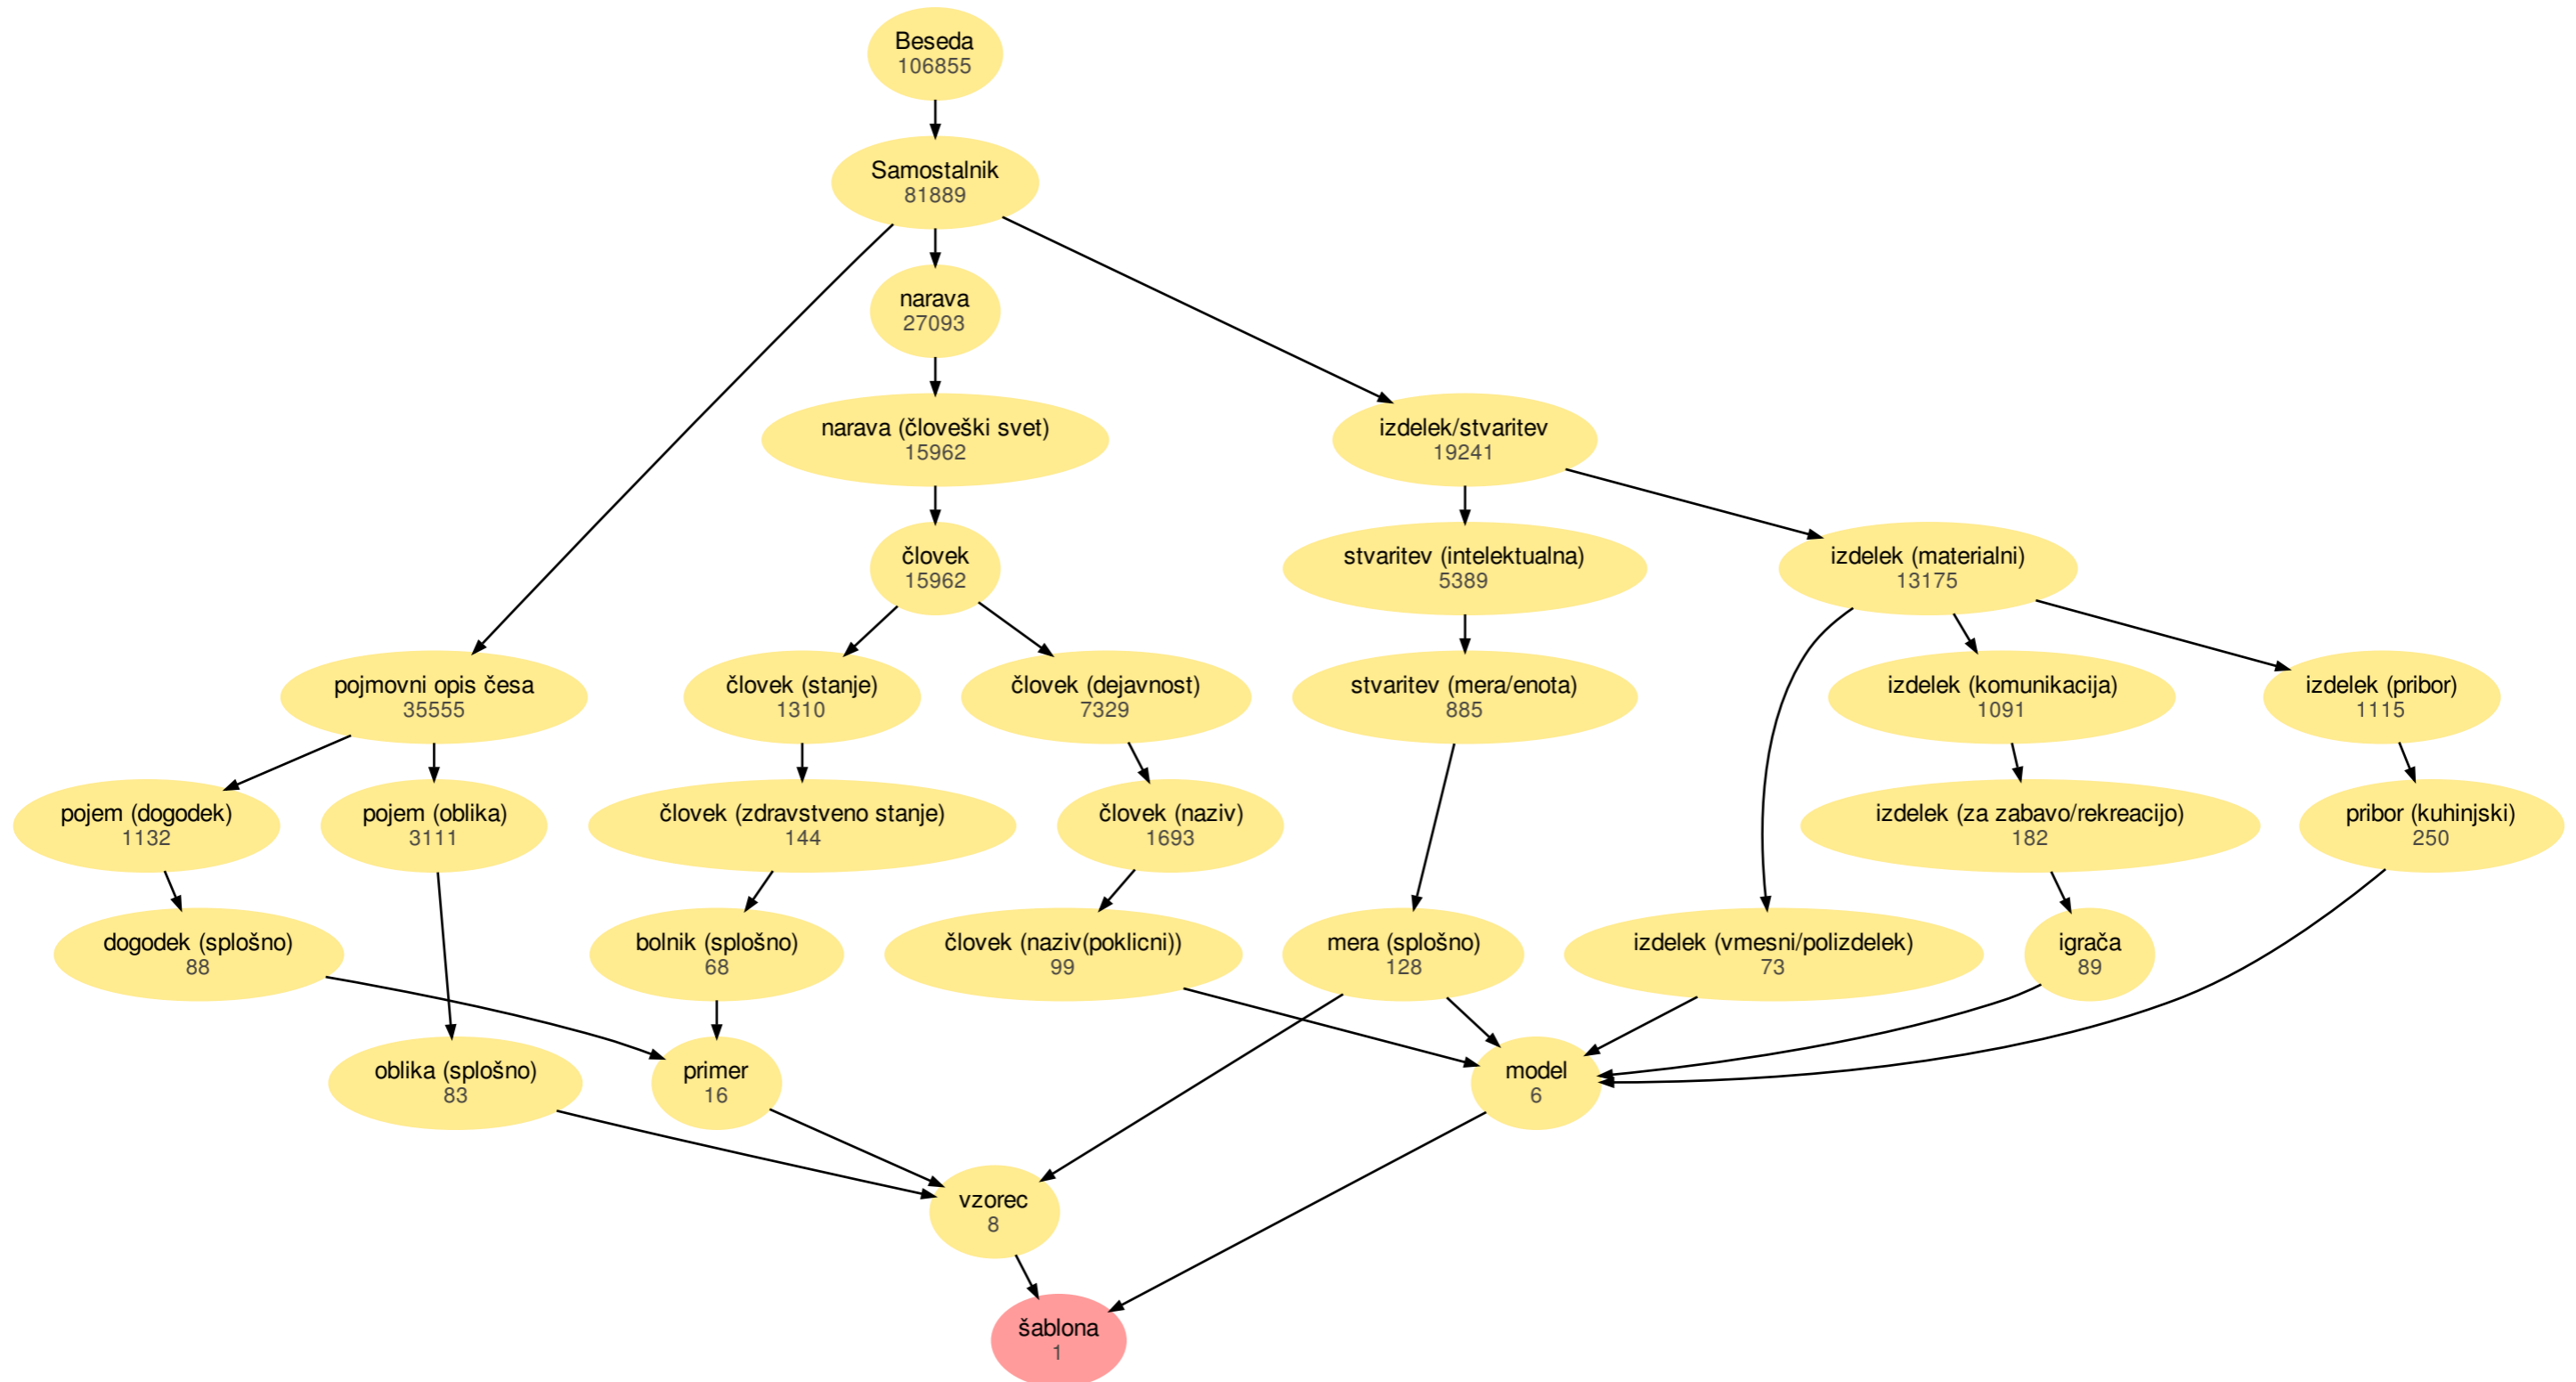 Beseda
106855
Samostalnik
81889
narava
27093
narava (človeški svet)
15962
izdelek/stvaritev
19241
človek
15962
stvaritev (intelektualna)
5389
izdelek (materialni)
13175
pojmovni opis česa
35555
človek (stanje)
1310
človek (dejavnost)
7329
stvaritev (mera/enota)
885
izdelek (komunikacija)
1091
izdelek (pribor)
1115
pojem (dogodek)
1132
pojem (oblika)
3111
človek (zdravstveno stanje)
144
človek (naziv)
1693
izdelek (za zabavo/rekreacijo)
182
pribor (kuhinjski)
250
dogodek (splošno)
88
bolnik (splošno)
68
človek (naziv(poklicni))
99
mera (splošno)
128
izdelek (vmesni/polizdelek)
73
igrača
89
oblika (splošno)
83
primer
16
model
6
vzorec
8
šablona
1